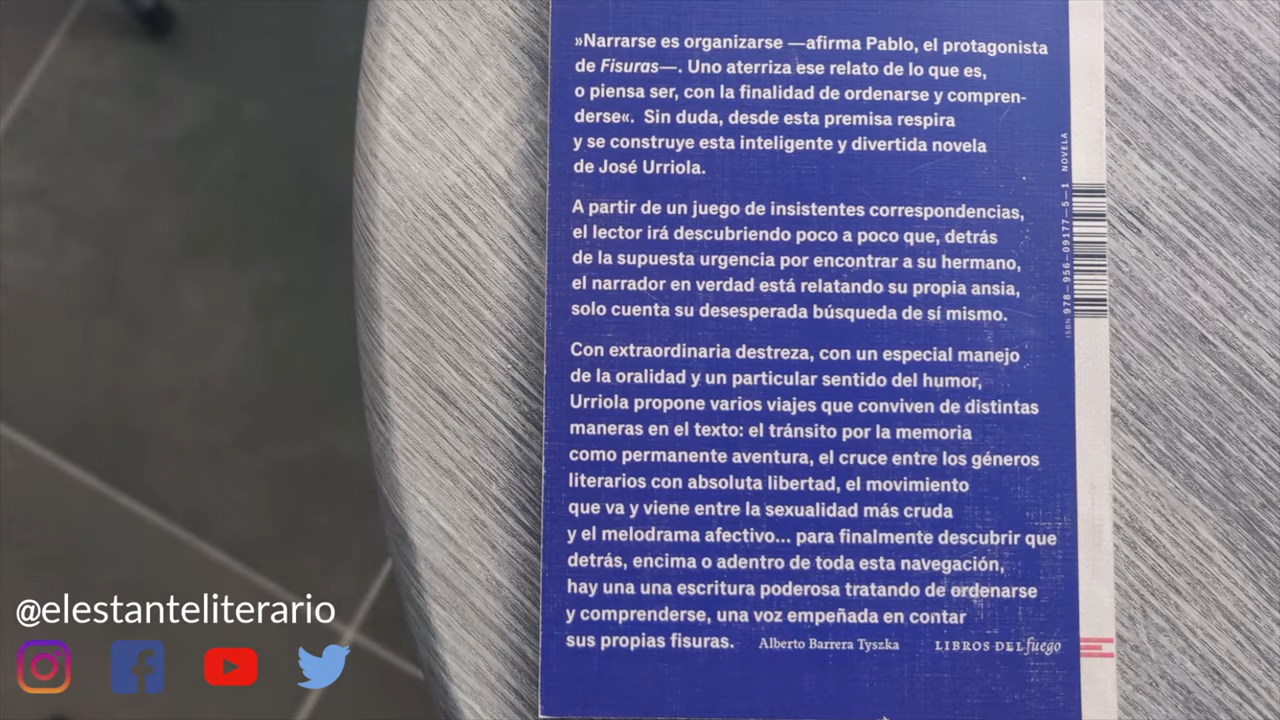 »Narrarse es organizarse —afirma Pablo, el protagonista
de Fisuras—. Uno aterriza ese relato de lo que es,
o piensa ser, con la finalidad de ordenarse y compren-
derse«. Sin duda, desde esta premisa respira
y se construye esta inteligente y divertida novela
de José Urriola.
A partir de un juego de insistentes correspondencias,
el lector irá descubriendo poco a poco que, detrás
de la supuesta urgencia por encontrar a su hermano,
el narrador en verdad está relatando su propia ansia,
solo cuenta su desesperada búsqueda de sí mismo.
Con extraordinaria destreza, con un especial manejo
de la oralidad y un particular sentido del humor,
Urriola propone varios viajes que conviven de distintas
maneras en el texto: el tránsito por la memoria
como permanente aventura, el cruce entre los géneros
literarios con absoluta libertad, el movimiento
que va y viene entre la sexualidad más cruda
y el melodrama afectivo... para finalmente descubrir que
detrás, encima o adentro de toda esta navegación,
hay una una escritura poderosa tratando de ordenarse
y comprenderse, una voz empeñada en contar
sus propias fisuras. Alberto Barrera Tyszka LIBROS DEL fuego
ISBN 978—956—09177—5—1 NOVELA
@elestanteliterario